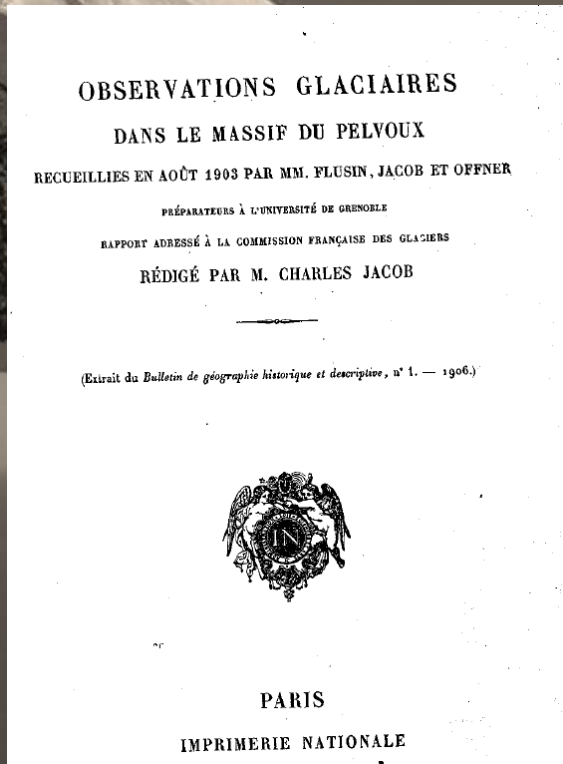 OBSERVATIONS GLACIAIRES
DANS LE MASSIF DU PELVOUX
RECUEILLIES EN AOÛT 1903 PAR MM. FLUSIN, JACOB ET OFFNER
PRÉPARATEURS À L'UNIVERSITÉ DE GRENOBLE
RAPPORT ADRESSÉ À LA COMMISSION FRANÇAISE DES GLACIERS
RÉDIGÉ PAR M. CHARLES JACOB
(Extrait du Bulletin de géographie historique et descriptive, n° 1. — 1906.)
IN
PARIS
IMPRIMERIE NATIONALE